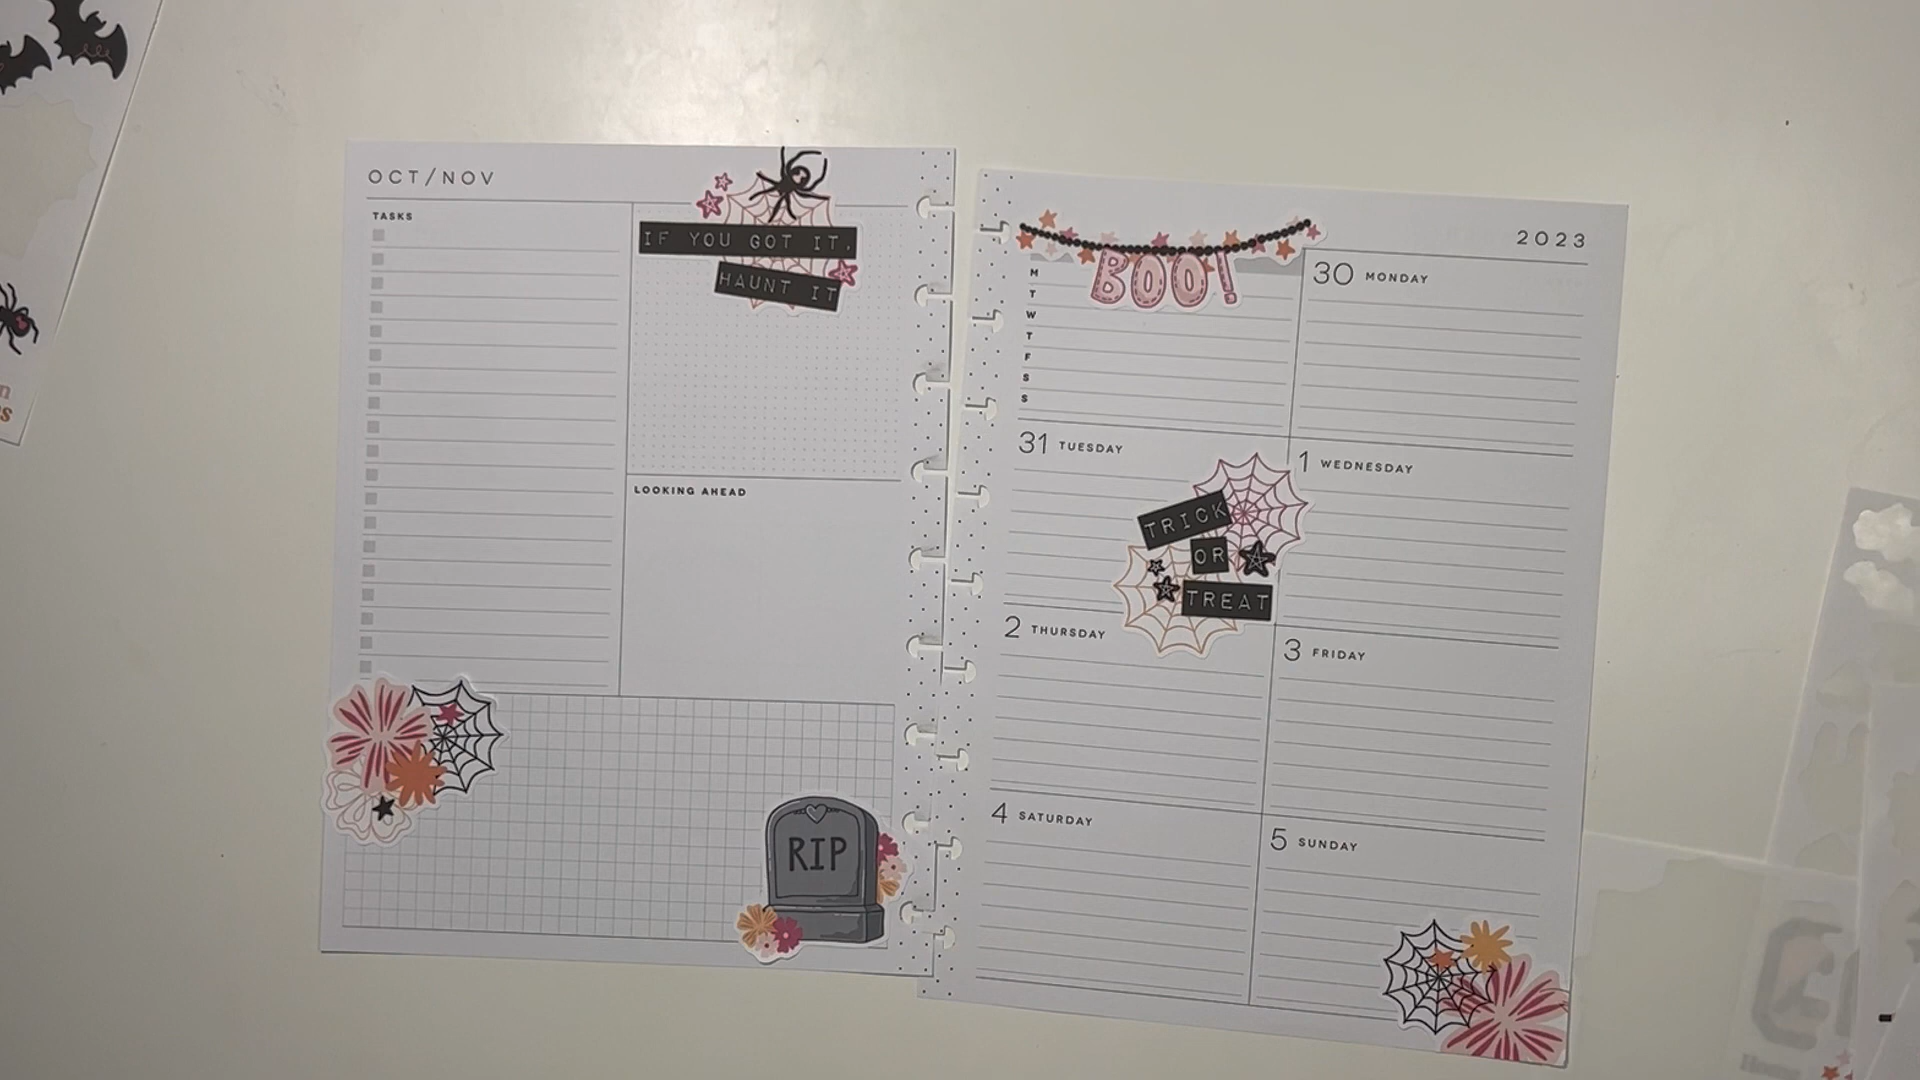 OCT/NOV
TASKS
IF YOU GOT IT,
HAUNT IT
LOOKING AHEAD
RIP
2023
BOO!
M
T
W
T
F
S
S
30 MONDAY
31 TUESDAY
1 WEDNESDAY
TRICK
OR
TREAT
2 THURSDAY
3 FRIDAY
4 SATURDAY
5 SUNDAY